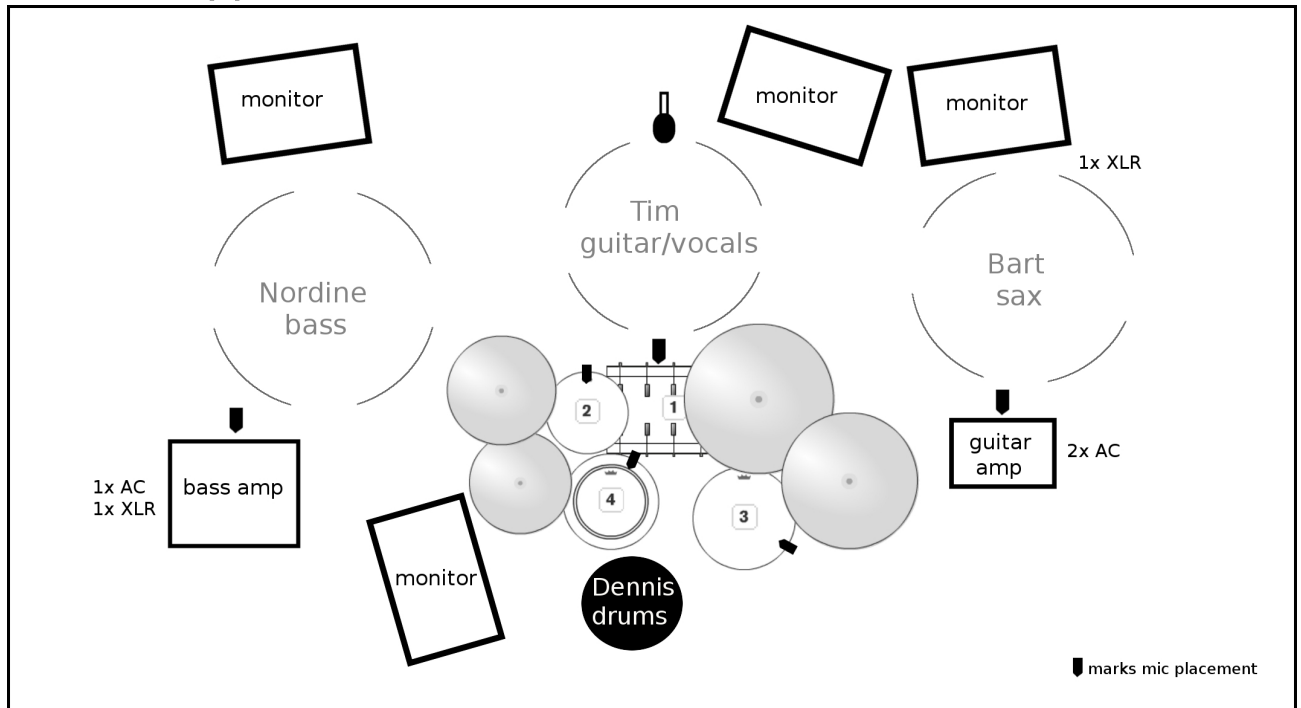 monitor
monitor
monitor
1x XLR
Tim
guitar/vocals
Nordine
bass
Bart
sax
2
1
guitar
amp
2x AC
bass amp
1x AC
1x XLR
4
3
monitor
Dennis
drums
marks mic placement